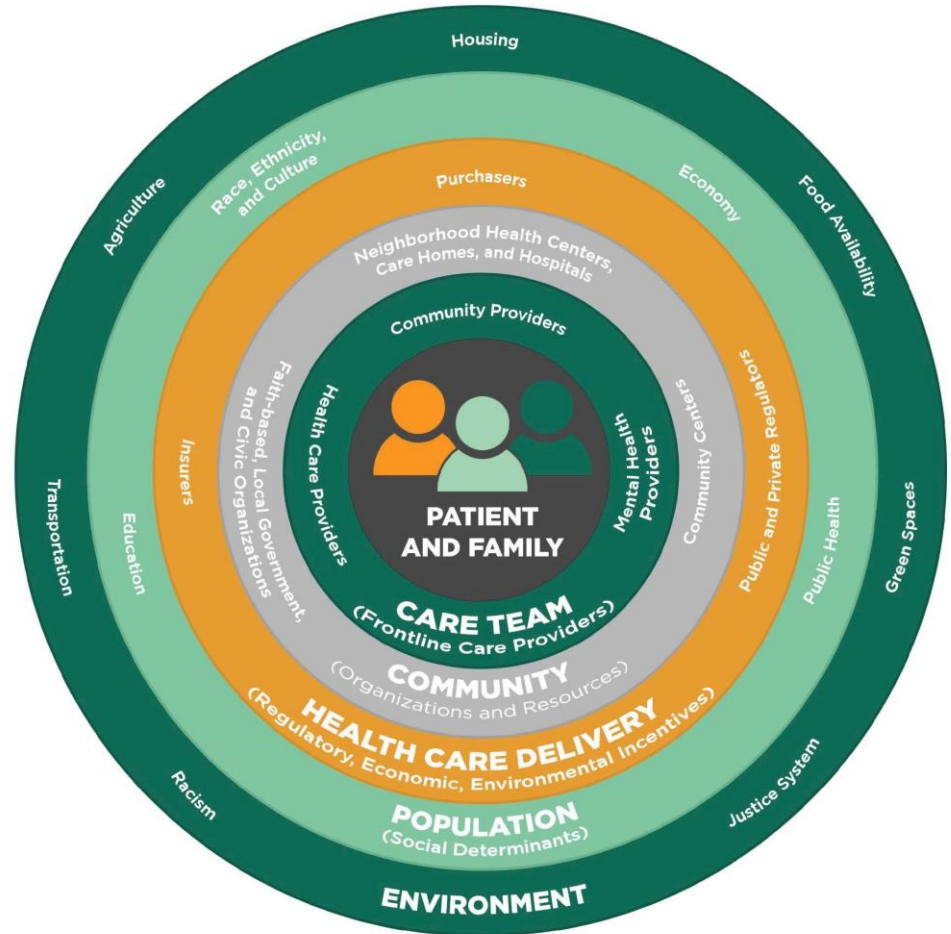 Housing
Race, Ethnicity,
and Culture
Economy
Agriculture
Food Availability
Purchasers
Neighborhood Health Centers,
Care Homes, and Hospitals
Community Providers
Faith-based, Local Government,
and Civic Organizations
Health Care Providers
Mental Health
Providers
Community Centers
Public and Private Regulators
Insurers
Transportation
Education
Public Health
Green Spaces
PATIENT
AND FAMILY
CARE TEAM
(Frontline Care Providers)
COMMUNITY
(Organizations and Resources)
HEALTH CARE DELIVERY
(Regulatory, Economic, Environmental Incentives)
Racism
Justice System
POPULATION
(Social Determinants)
ENVIRONMENT